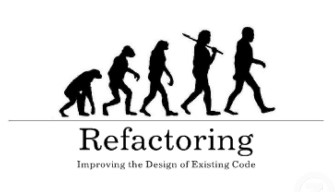 Refactoring
Improving the Design of Existing Code